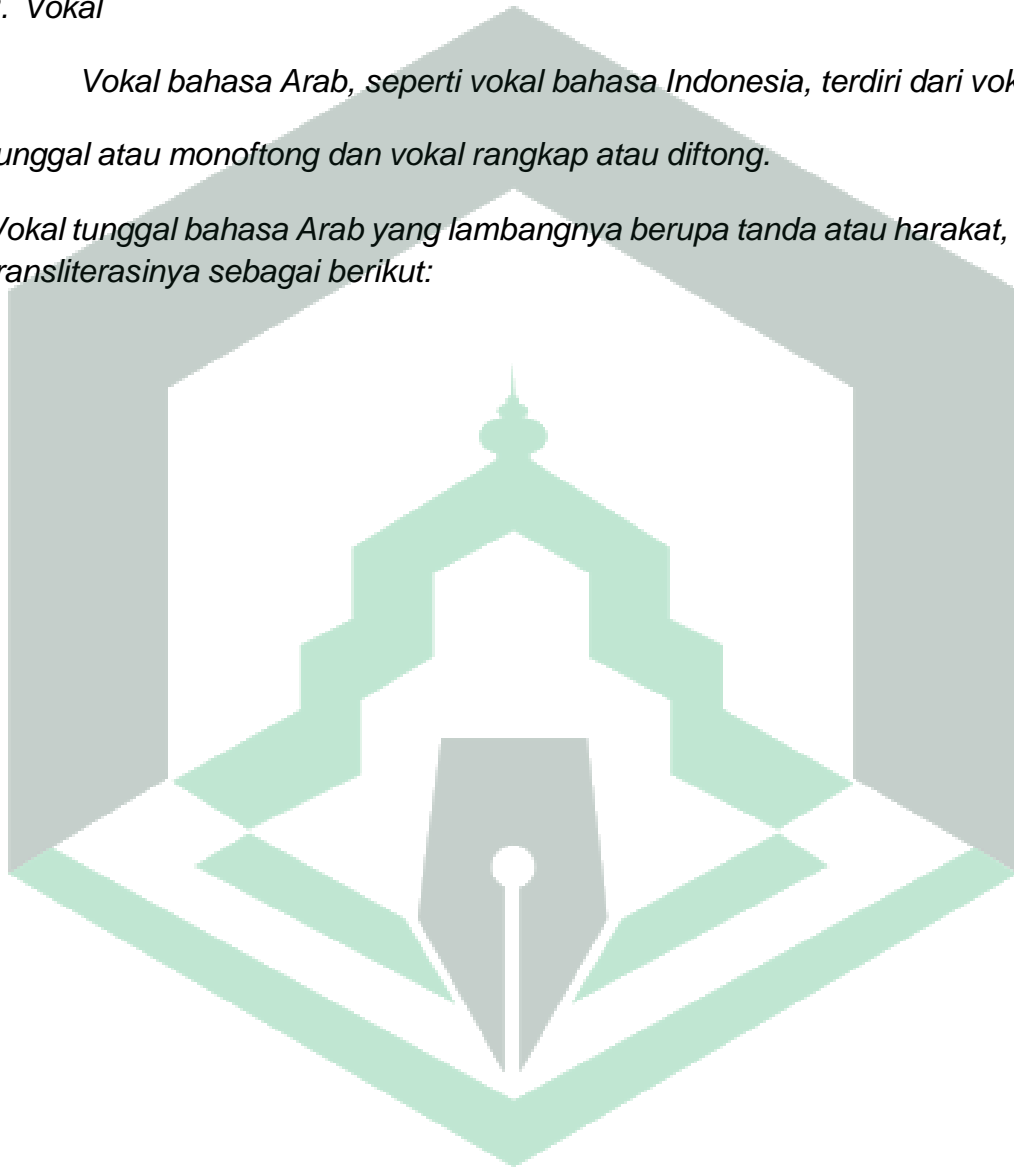 . Vokal
Vokal bahasa Arab, seperti vokal bahasa Indonesia, terdiri dari vok
unggal atau monoftong dan vokal rangkap atau diftong.
Vokal tunggal bahasa Arab yang lambangnya berupa tanda atau harakat,
ransliterasinya sebagai berikut: